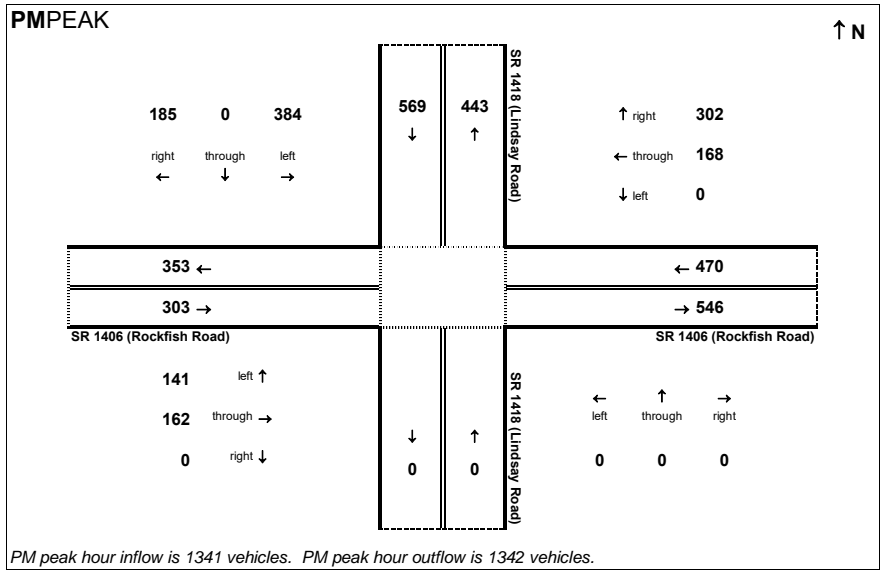 PMPEAK
↑ N
185 0 384
right through left
← ↓ →
569 443
↓ ↑
SR 1418 (Lindsay Road)
↑ right 302
← through 168
↓ left 0
353 ←
303 →
← 470
→ 546
SR 1406 (Rockfish Road)
SR 1406 (Rockfish Road)
141 left ↑
162 through →
0 right ↓
↓ ↑
0 0
SR 1418 (Lindsay Road)
← ↑ →
left through right
0 0 0
PM peak hour inflow is 1341 vehicles. PM peak hour outflow is 1342 vehicles.